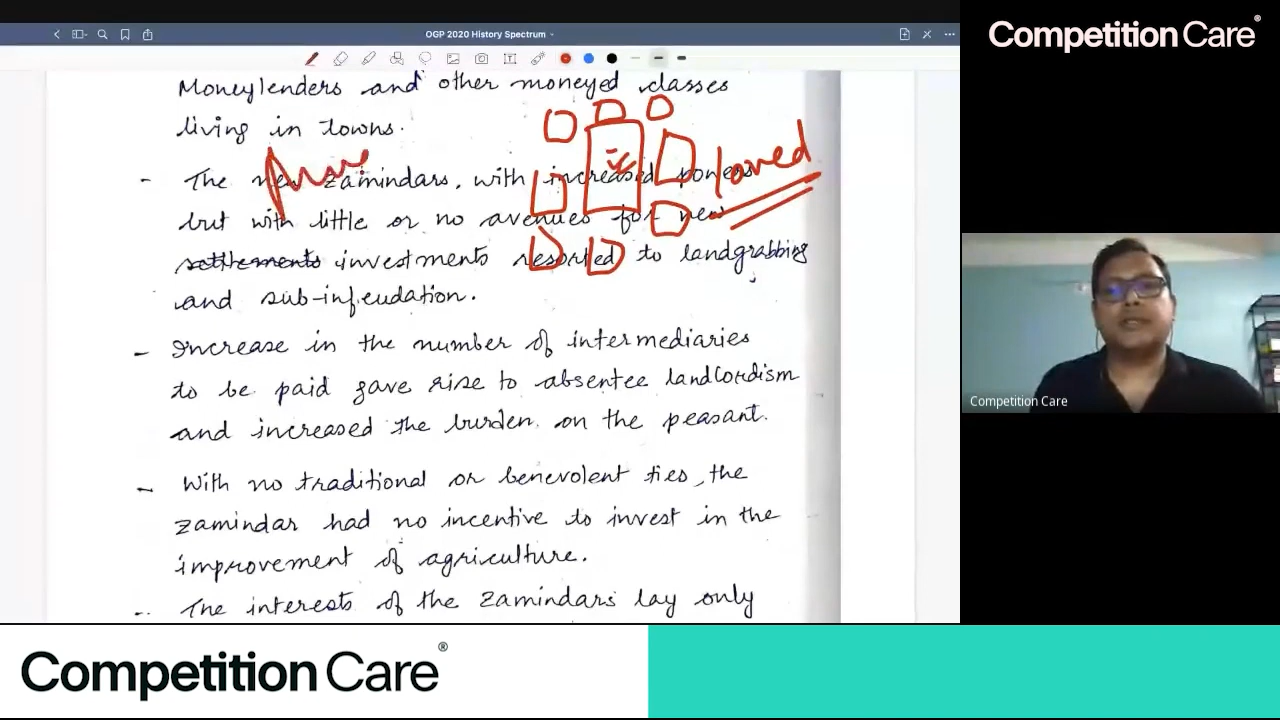 OGP 2020 History Spectrum
Competition Care®
Moneylenders and other moneyed classes
living in towns.
- The new zamindars, with increased powers
but with little or no avenues for new
settlements investments resorted to landgrabbing
and sub-infeudation.
loved
- Increase in the number of intermediaries
to be paid gave rise to absentee landlordism
and increased the burden on the peasant.
- With no traditional or benevolent ties, the
zamindar had no incentive to invest in the
improvement of agriculture.
- The interests of the zamindars lay only
Competition Care
Competition Care®